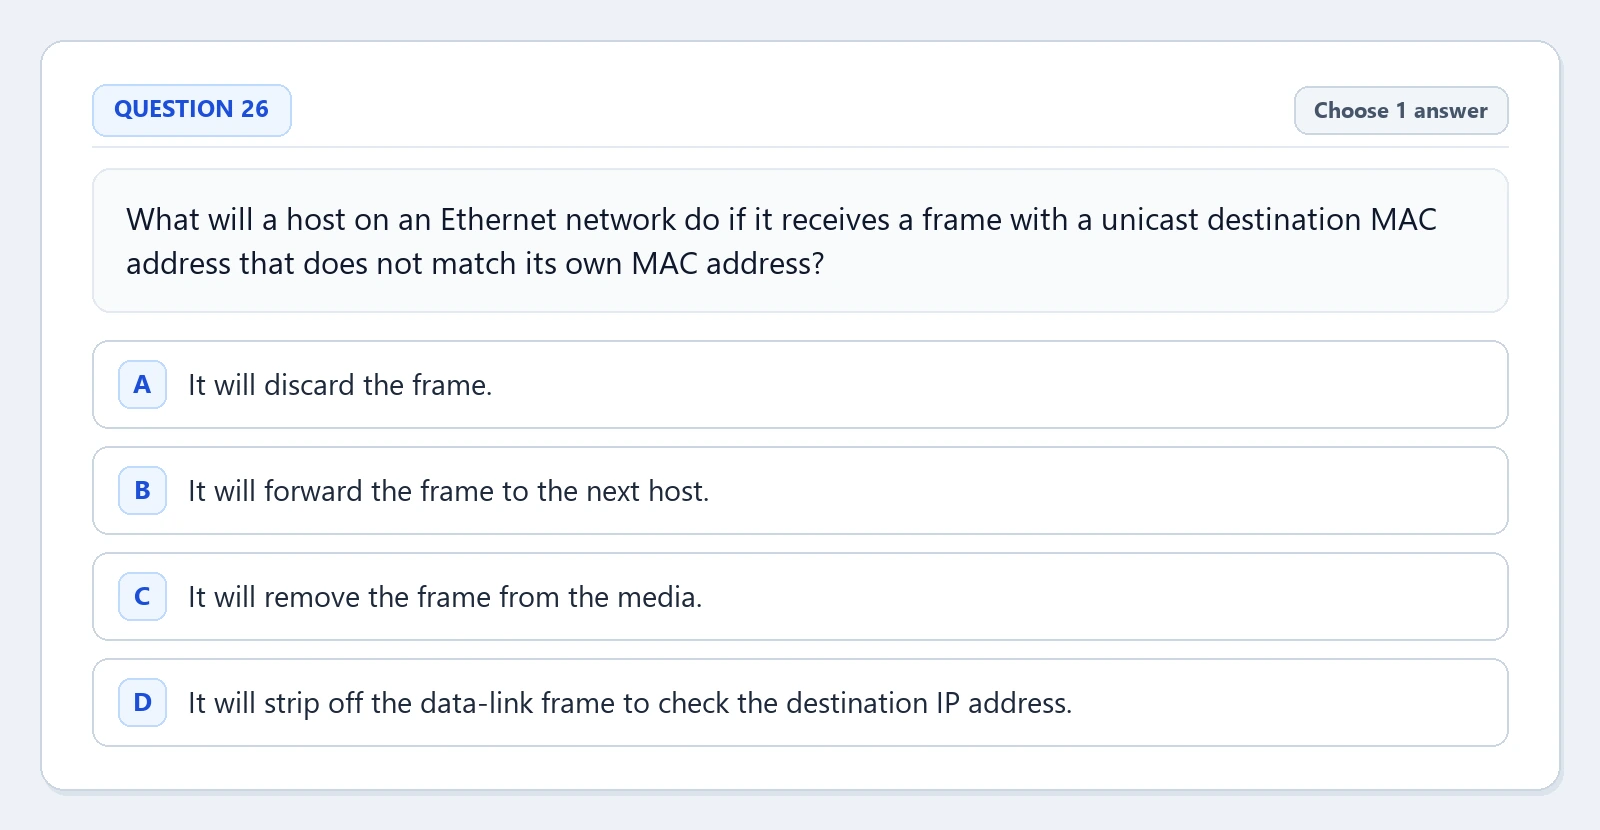 QUESTION 26
Choose 1 answer
What will a host on an Ethernet network do if it receives a frame with a unicast destination MAC
address that does not match its own MAC address?
A It will discard the frame.
B It will forward the frame to the next host.
C It will remove the frame from the media.
D It will strip off the data-link frame to check the destination IP address.